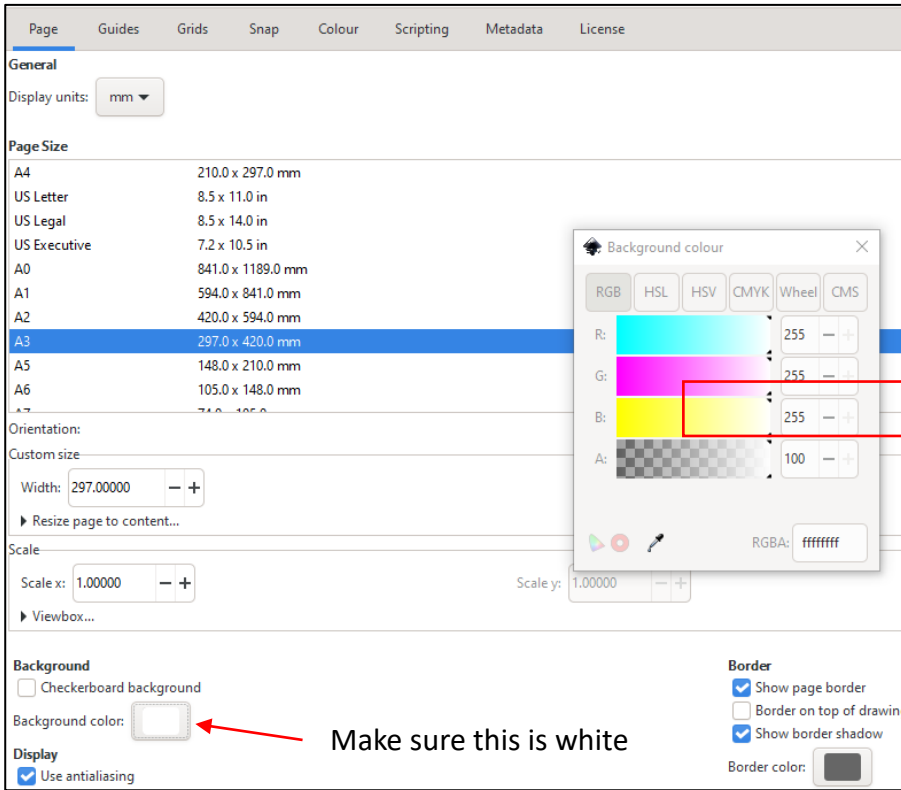 Page Guides Grids Snap Colour Scripting Metadata License
General
Display units: mm
Page Size
A4 210.0 x 297.0 mm
US Letter 8.5 x 11.0 in
US Legal 8.5 x 14.0 in
US Executive 7.2 x 10.5 in
A0 841.0 x 1189.0 mm
A1 594.0 x 841.0 mm
A2 420.0 x 594.0 mm
A3 297.0 x 420.0 mm
A5 148.0 x 210.0 mm
A6 105.0 x 148.0 mm
Orientation:
Custom size
Width: 297.00000 − +
Resize page to content...
Scale
Scale x: 1.00000 − +
Scale y: 1.00000 − +
Viewbox...
Background colour
RGB HSL HSV CMYK Wheel CMS
R: 255 − +
G: 255
B: 255 − +
A: 100 − +
RGBA: ffffffff
Background
Checkerboard background
Background color:
Make sure this is white
Display
Use antialiasing
Border
Show page border
Border on top of drawin
Show border shadow
Border color: